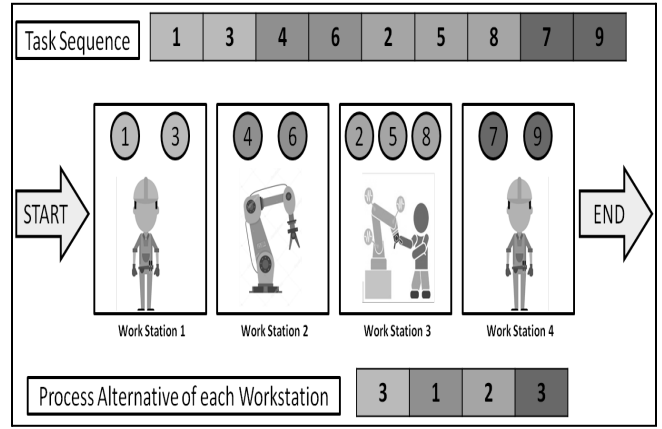 Task Sequence 1 3 4 6 2 5 8 7 9
1 3 4 6 2 5 8 7 9
START
END
Work Station 1 Work Station 2 Work Station 3 Work Station 4
Process Alternative of each Workstation 3 1 2 3